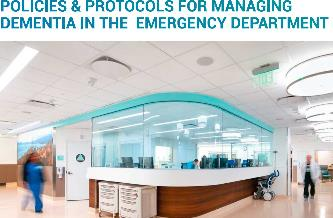 POLICIES & PROTOCOLS FOR MANAGING
DEMENTIA IN THE EMERGENCY DEPARTMENT